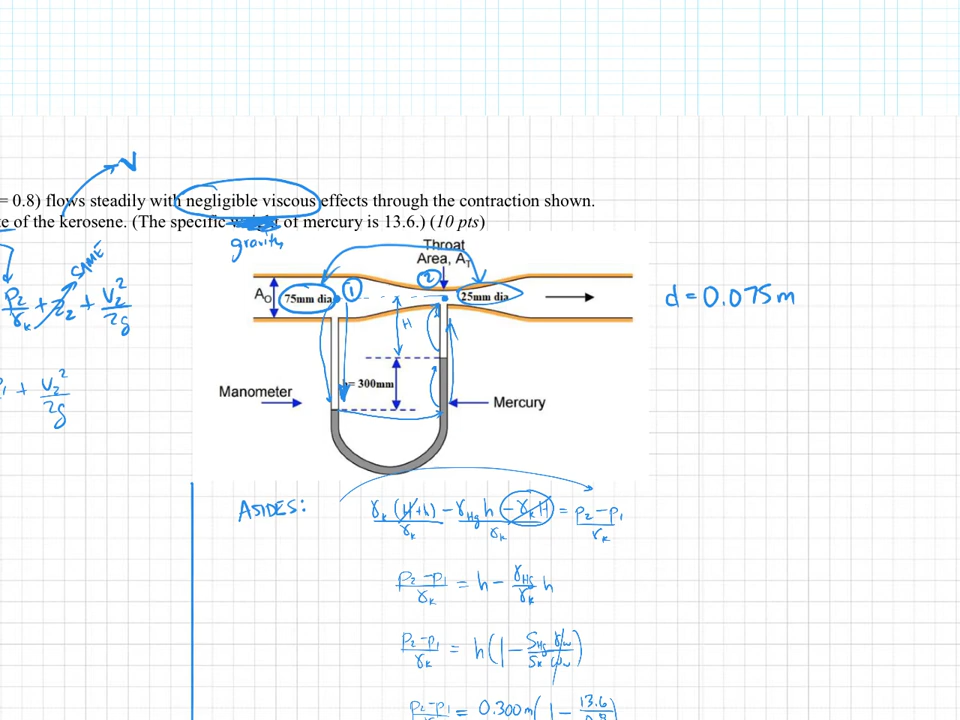 V
= 0.8) flows steadily with negligible viscous effects through the contraction shown.
te of the kerosene. (The specific of mercury is 13.6.) (10 pts)
gravity
SAME
P2/γk + z2 + V2²/2g
Throat
Area, AT
A0
75mm dia
1
2
25mm dia
d = 0.075m
H
P1 + V2²/2g
h= 300mm
Manometer
Mercury
ASIDES:
γk(H+h)/γk - γHg h/γk - γkH = P2-P1/γk
P2-P1/γk = h - γHg/γk h
P2-P1/γk = h(1 - SHg γw/Sk γw)
P2-P1 = 0.300m(1 - 13.6/0.8)